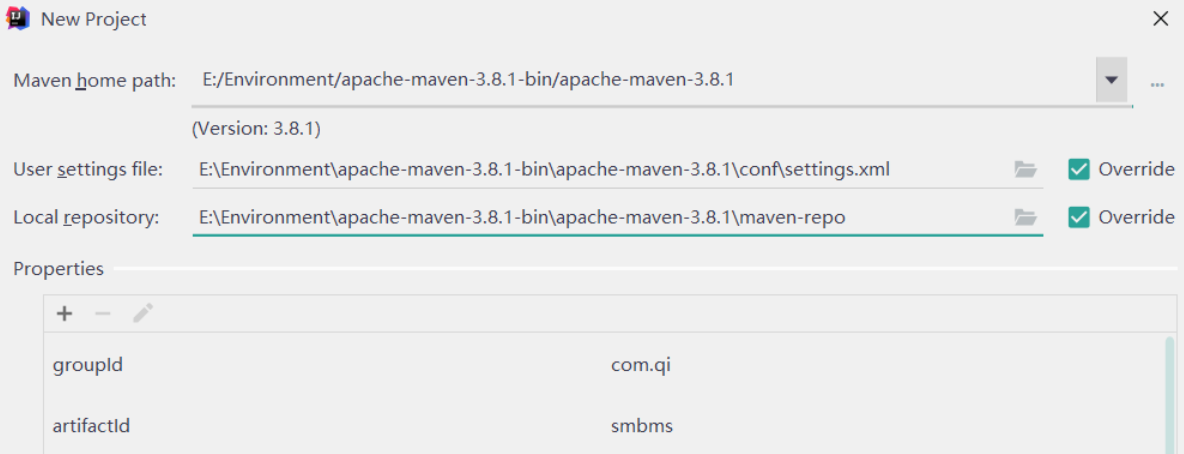 New Project
Maven home path: E:/Environment/apache-maven-3.8.1-bin/apache-maven-3.8.1
(Version: 3.8.1)
User settings file: E:\Environment\apache-maven-3.8.1-bin\apache-maven-3.8.1\conf\settings.xml Override
Local repository: E:\Environment\apache-maven-3.8.1-bin\apache-maven-3.8.1\maven-repo Override
Properties
groupId com.qi
artifactId smbms